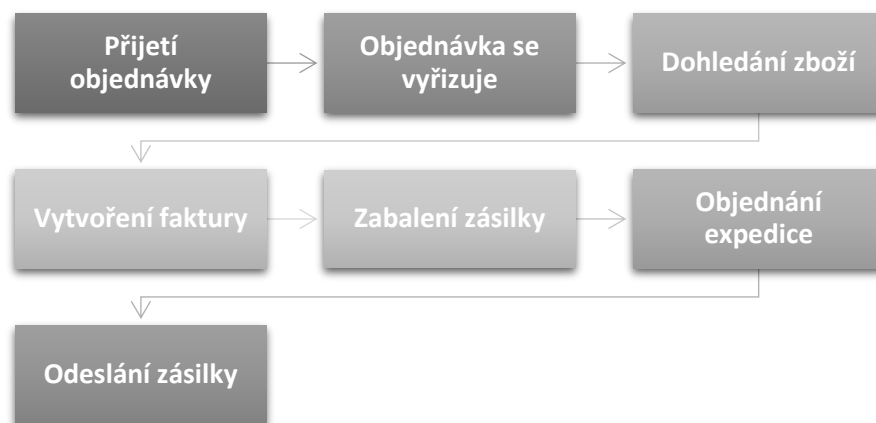 Přijetí
objednávky
Objednávka se
vyřizuje
Dohledání zboží
Vytvoření faktury
Zabalení zásilky
Objednání
expedice
Odeslání zásilky